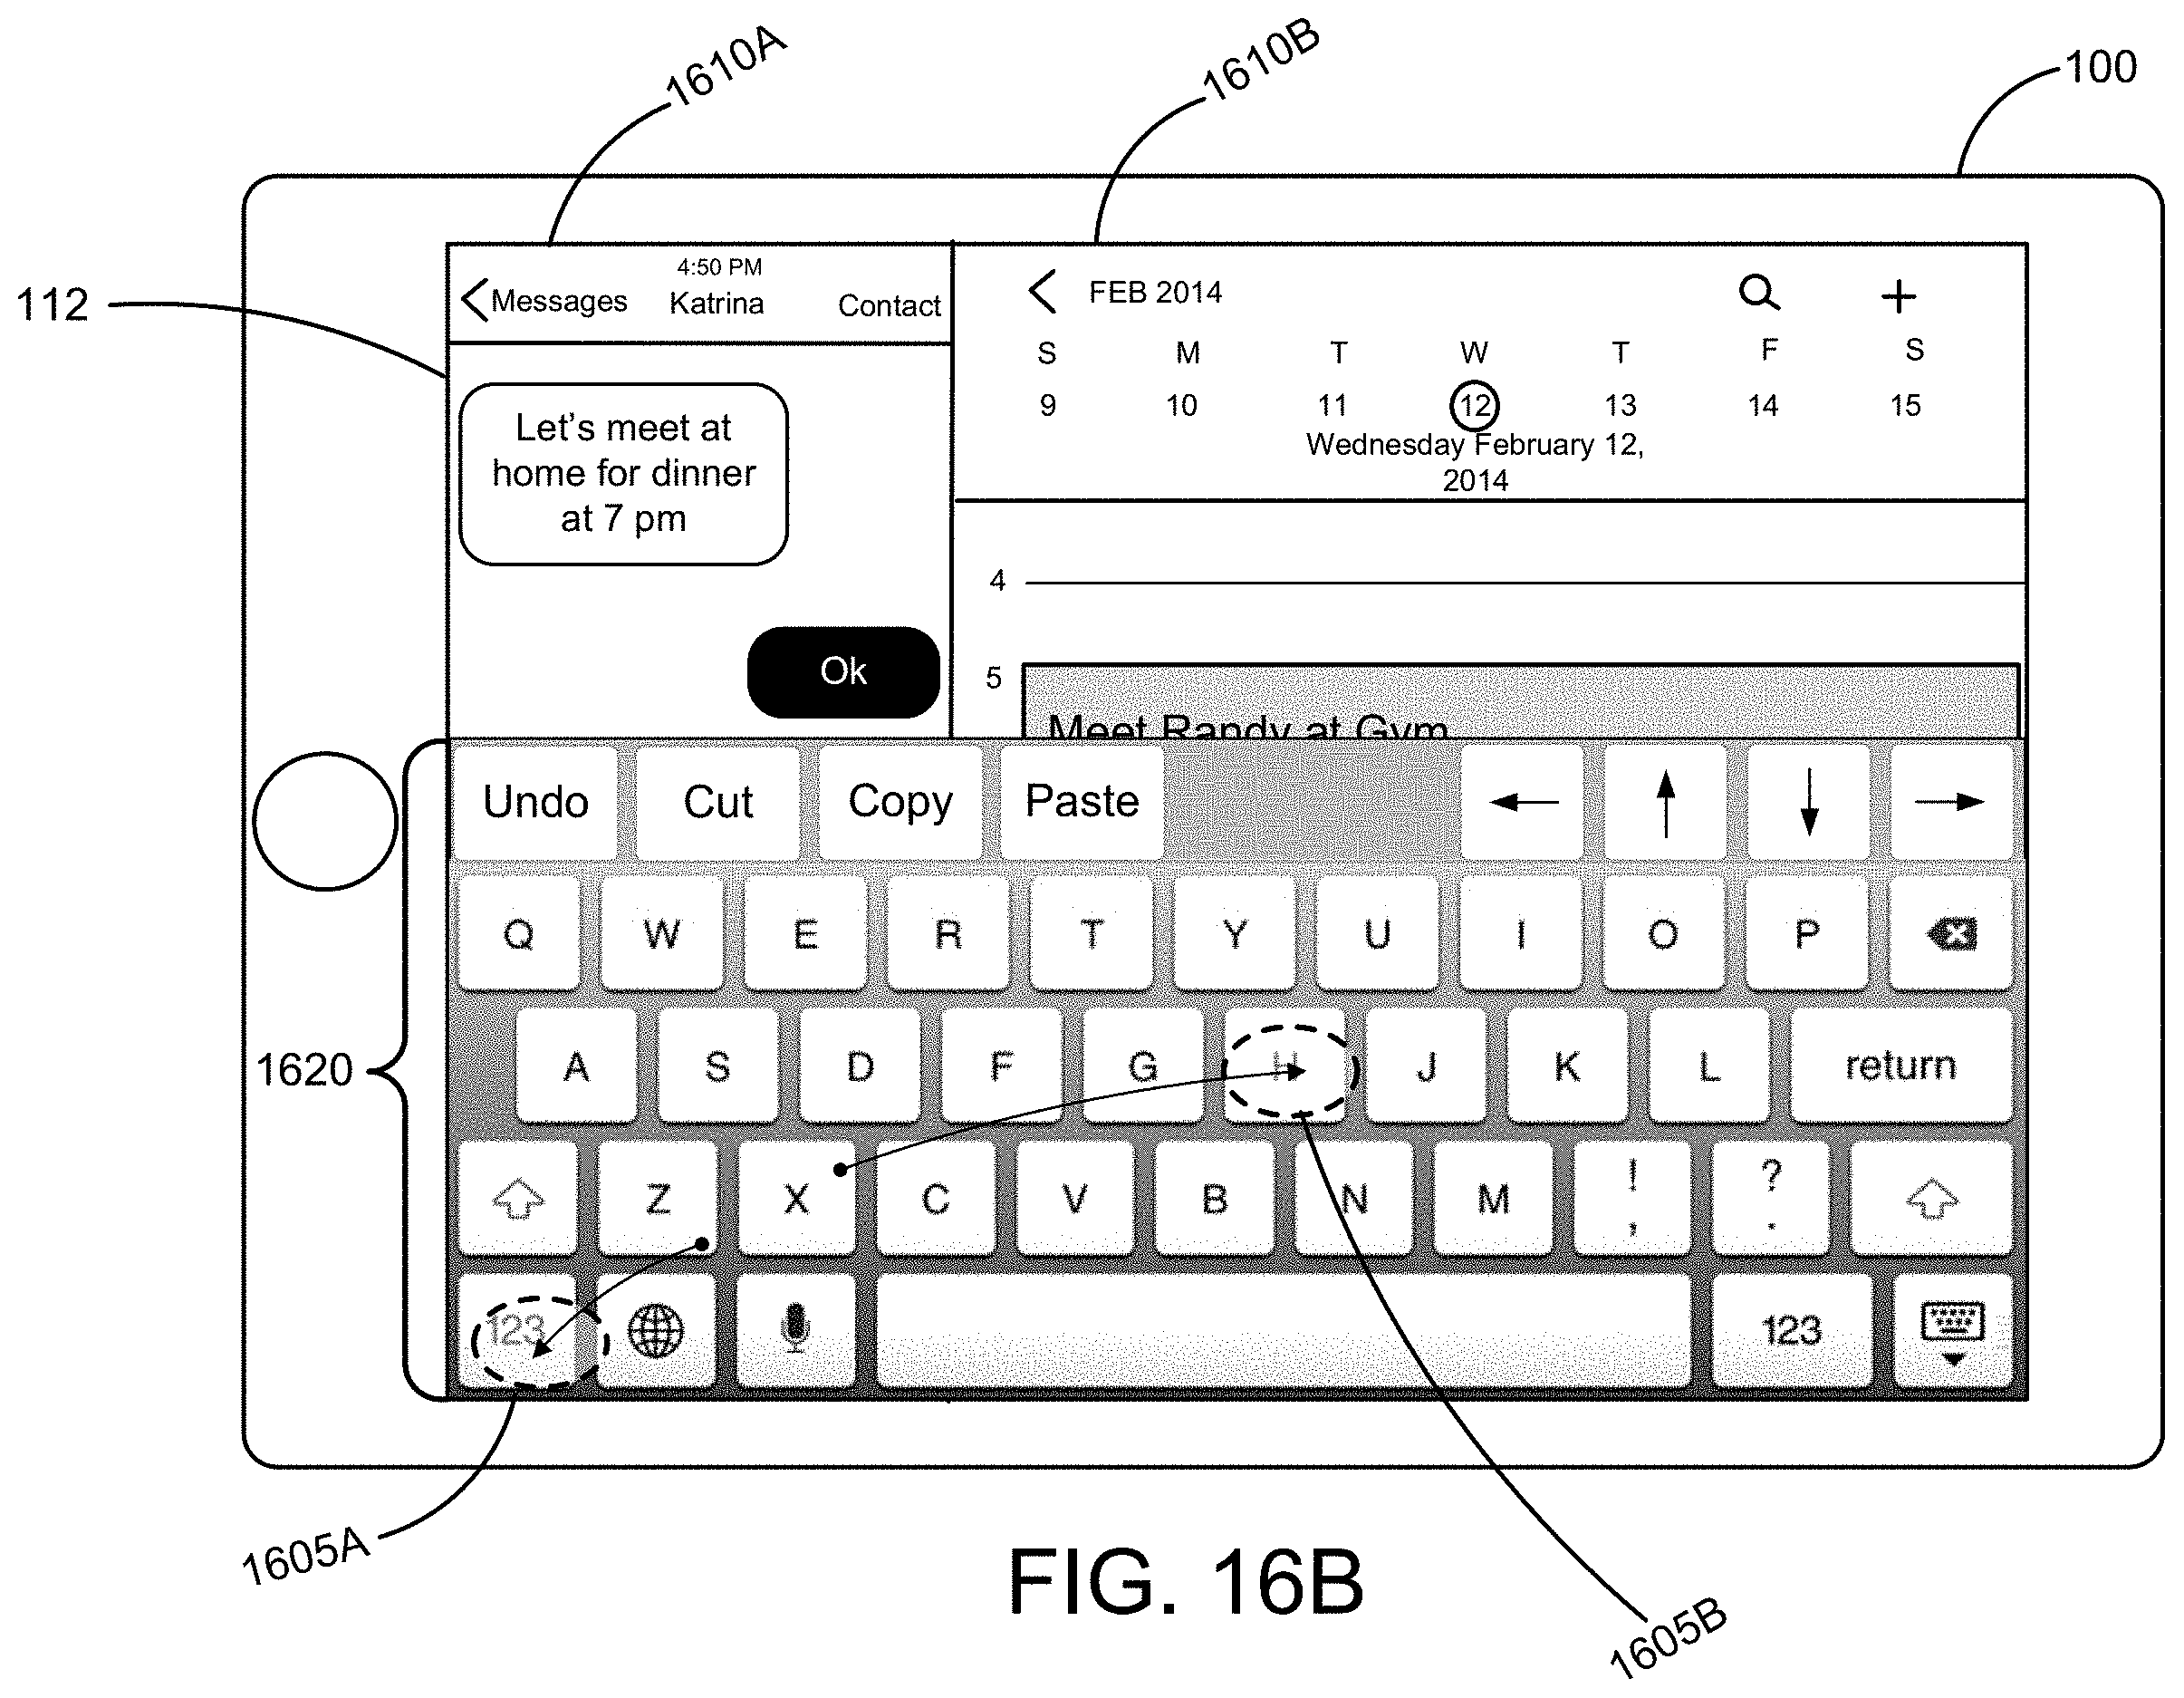 1610A
1610B
100
112
4:50 PM
Messages Katrina Contact
FEB 2014
S M T W T F S
9 10 11 12 13 14 15
Wednesday February 12,
2014
Let's meet at
home for dinner
at 7 pm
Ok
4
5
Meet Randy at Gym
1620
Undo Cut Copy Paste
Q W E R T Y U I O P
A S D F G H J K L return
Z X C V B N M ! , ? .
123 123
1605A
FIG. 16B
1605B